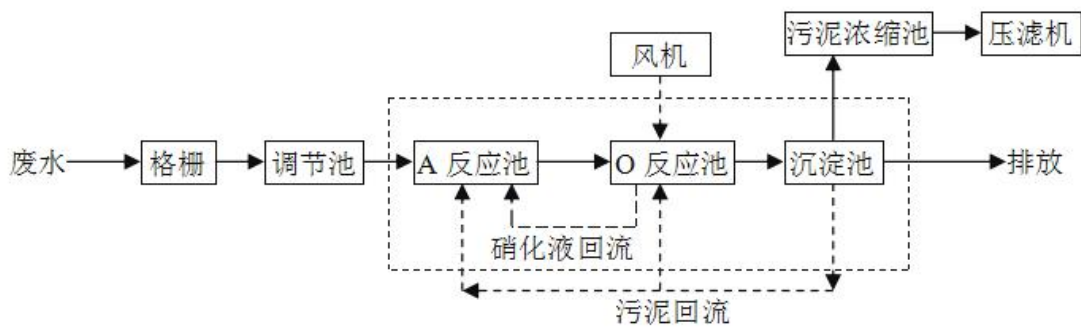 污泥浓缩池
压滤机
风机
废水
格栅
调节池
A 反应池
O 反应池
沉淀池
排放
硝化液回流
污泥回流